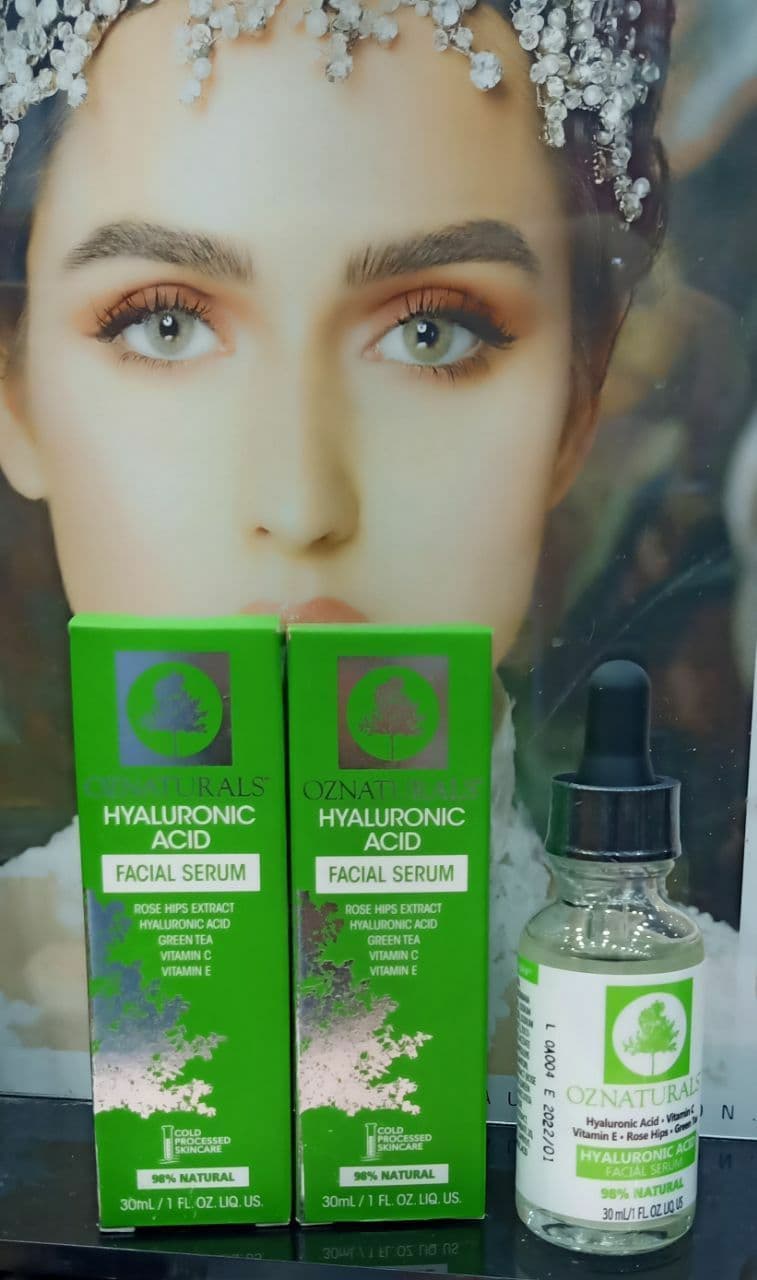 OZNATURALS™
HYALURONIC
ACID
FACIAL SERUM
ROSE HIPS EXTRACT
HYALURONIC ACID
GREEN TEA
VITAMIN C
VITAMIN E
COLD
PROCESSED
SKINCARE
98% NATURAL
30mL / 1 FL. OZ. LIQ. US.
OZNATURALS
HYALURONIC
ACID
FACIAL SERUM
ROSE HIPS EXTRACT
HYALURONIC ACID
GREEN TEA
VITAMIN C
VITAMIN E
COLD
PROCESSED
SKINCARE
98% NATURAL
30mL / 1 FL. OZ. LIQ. US.
L 0A004 E 2022/01
OZNATURALS
Hyaluronic Acid • Vitamin C
Vitamin E • Rose Hips • Green Tea
HYALURONIC ACID
FACIAL SERUM
98% NATURAL
30 mL/1 FL. OZ. LIQ. US